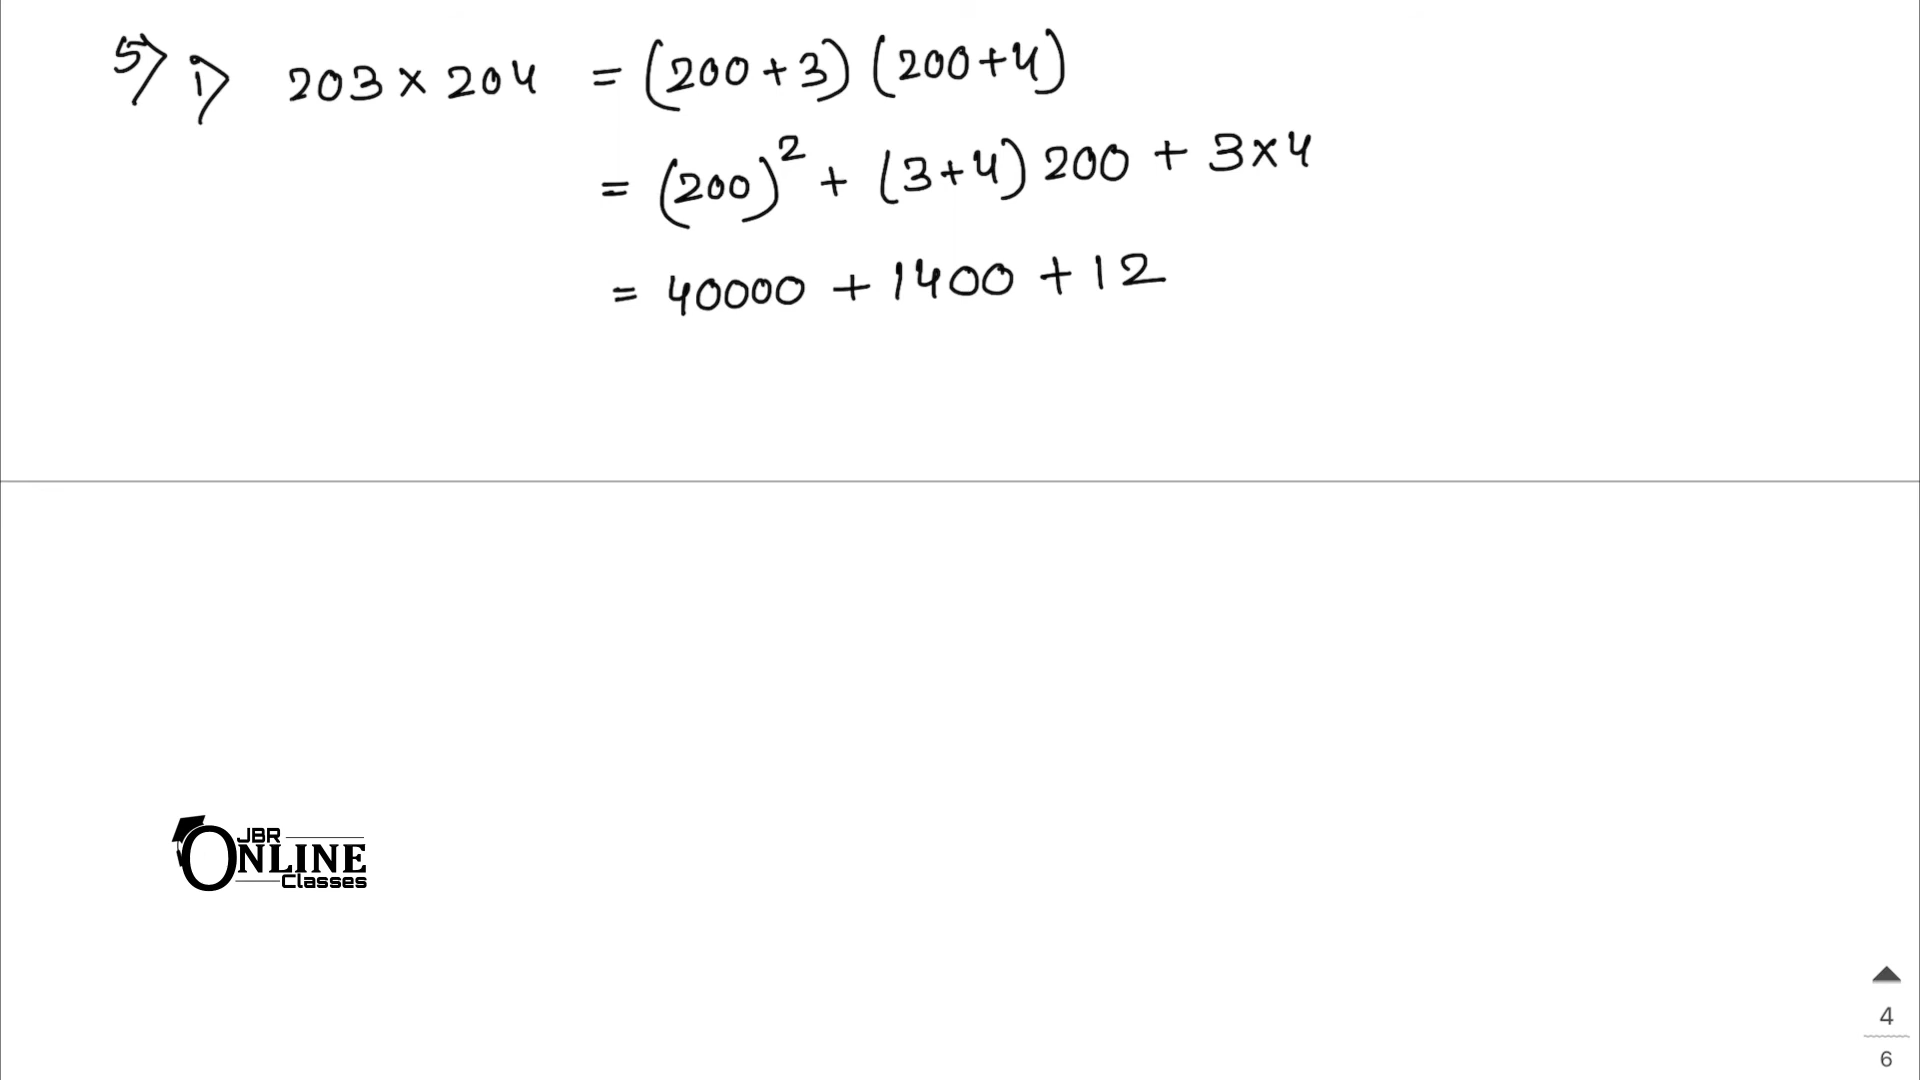 5) i) 203 × 204 = (200 + 3) (200 + 4)
= (200)² + (3+4) 200 + 3×4
= 40000 + 1400 + 12
JBR
ONLINE
Classes
4
6